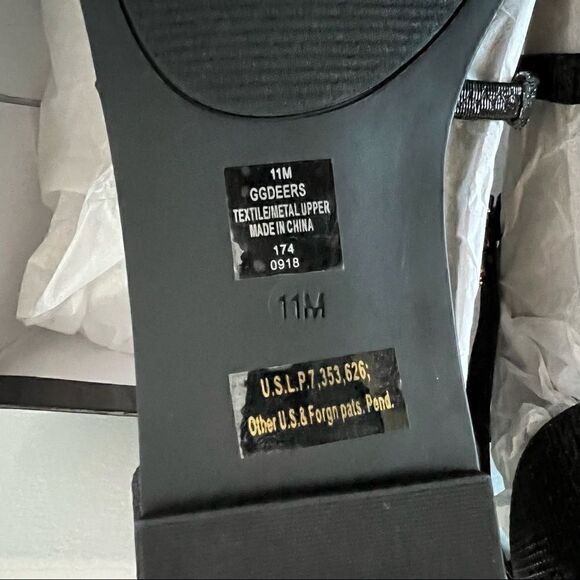 11M
GGDEERS
TEXTILE/METAL UPPER
MADE IN CHINA
174
0918
11M
U.S.L.P.7,353,626;
Other U.S.& Forgn pats. Pend.